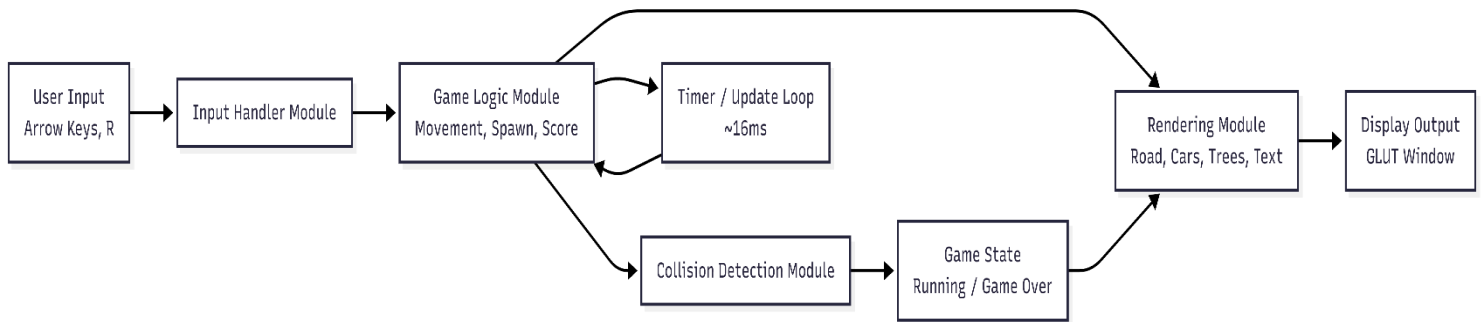 User Input
Arrow Keys, R
Input Handler Module
Game Logic Module
Movement, Spawn, Score
Timer / Update Loop
~16ms
Collision Detection Module
Game State
Running / Game Over
Rendering Module
Road, Cars, Trees, Text
Display Output
GLUT Window